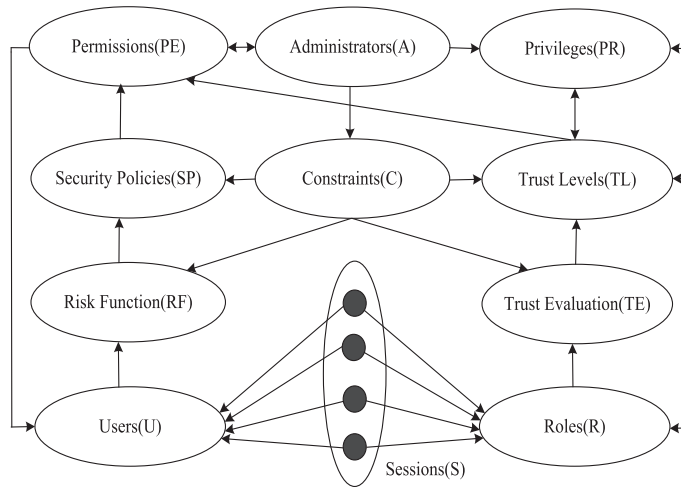 Permissions(PE)
Administrators(A)
Privileges(PR)
Security Policies(SP)
Constraints(C)
Trust Levels(TL)
Risk Function(RF)
Trust Evaluation(TE)
Users(U)
Roles(R)
Sessions(S)